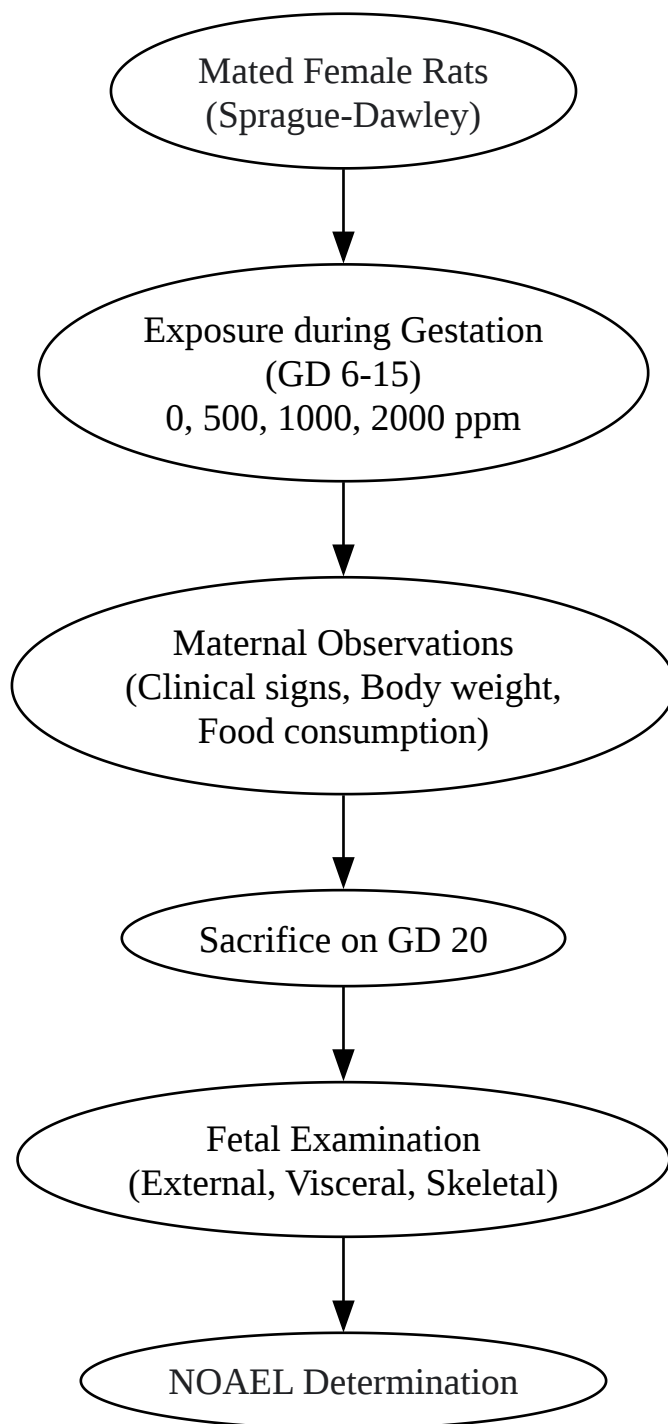 Mated Female Rats
(Sprague-Dawley)
Exposure during Gestation
(GD 6-15)
0, 500, 1000, 2000 ppm
Maternal Observations
(Clinical signs, Body weight,
Food consumption)
Sacrifice on GD 20
Fetal Examination
(External, Visceral, Skeletal)
NOAEL Determination